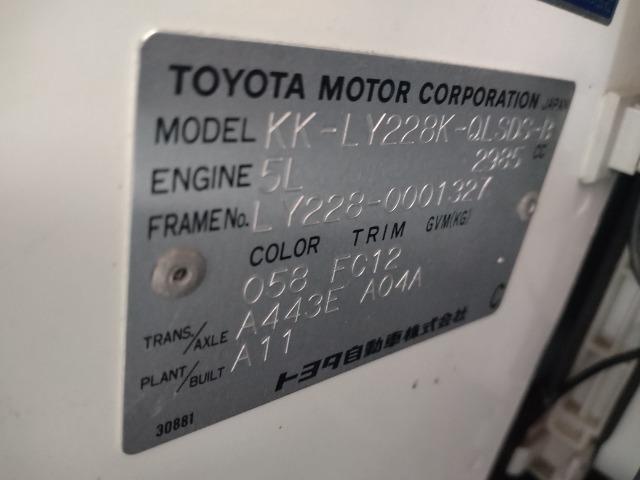 TOYOTA MOTOR CORPORATION JAPAN
MODEL KK-LY228K-QLSDS-B
ENGINE 5L 2985 CC
FRAME No. LY228-0001327
COLOR TRIM GVM(KG)
058 FC12
TRANS./AXLE A443E A04A
PLANT/BUILT A11
トヨタ自動車株式会社 C
30881